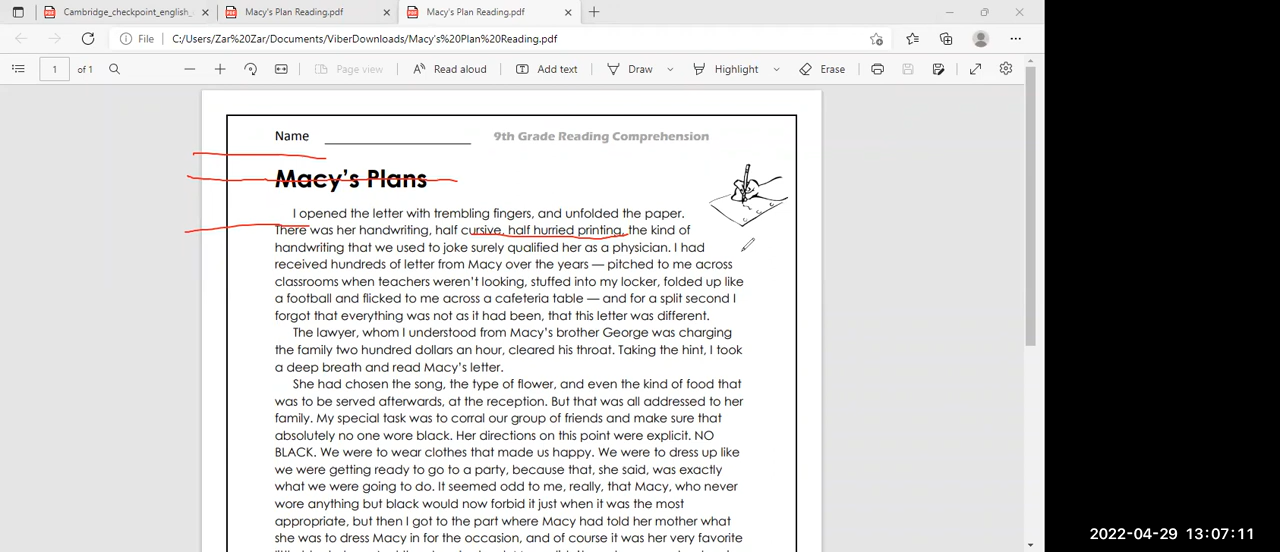 Cambridge_checkpoint_english_
Macy's Plan Reading.pdf
Macy's Plan Reading.pdf
File
C:/Users/Zar%20Zar/Documents/ViberDownloads/Macy's%20Plan%20Reading.pdf
1 of 1
Page view
Read aloud
Add text
Draw
Highlight
Erase
Name
9th Grade Reading Comprehension
Macy's Plans
I opened the letter with trembling fingers, and unfolded the paper.
There was her handwriting, half cursive, half hurried printing, the kind of
handwriting that we used to joke surely qualified her as a physician. I had
received hundreds of letter from Macy over the years — pitched to me across
classrooms when teachers weren't looking, stuffed into my locker, folded up like
a football and flicked to me across a cafeteria table — and for a split second I
forgot that everything was not as it had been, that this letter was different.
The lawyer, whom I understood from Macy's brother George was charging
the family two hundred dollars an hour, cleared his throat. Taking the hint, I took
a deep breath and read Macy's letter.
She had chosen the song, the type of flower, and even the kind of food that
was to be served afterwards, at the reception. But that was all addressed to her
family. My special task was to corral our group of friends and make sure that
absolutely no one wore black. Her directions on this point were explicit. NO
BLACK. We were to wear clothes that made us happy. We were to dress up like
we were getting ready to go to a party, because that, she said, was exactly
what we were going to do. It seemed odd to me, really, that Macy, who never
wore anything but black would now forbid it just when it was the most
appropriate, but then I got to the part where Macy had told her mother what
she was to dress Macy in for the occasion, and of course it was her very favorite
2022-04-29 13:07:11